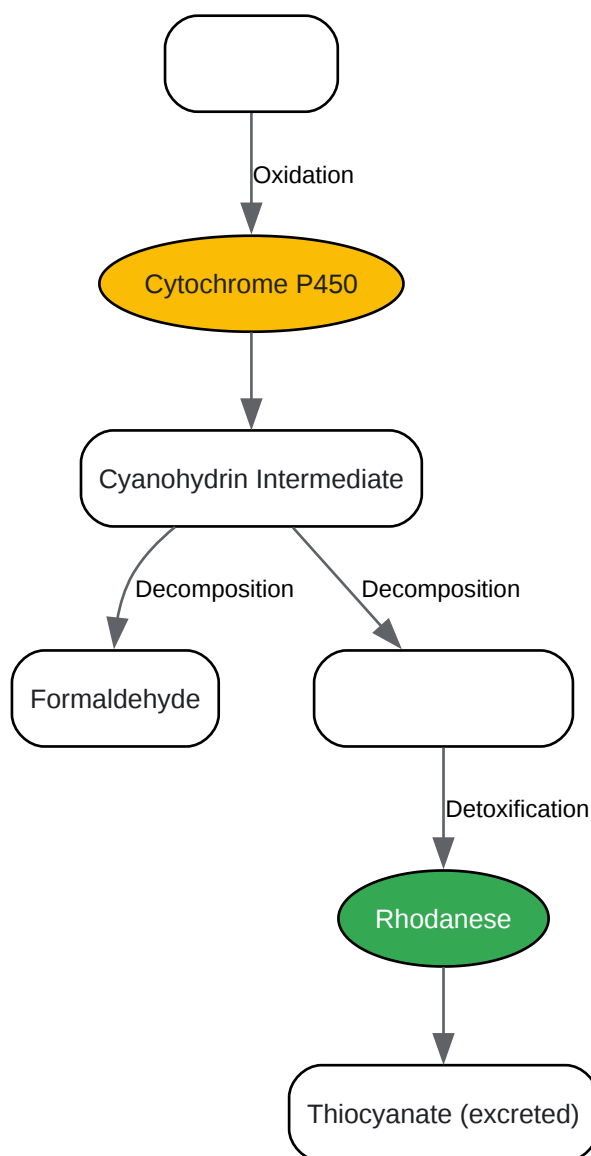 Oxidation
Cytochrome P450
Cyanohydrin Intermediate
Decomposition
Decomposition
Formaldehyde
Detoxification
Rhodanese
Thiocyanate (excreted)